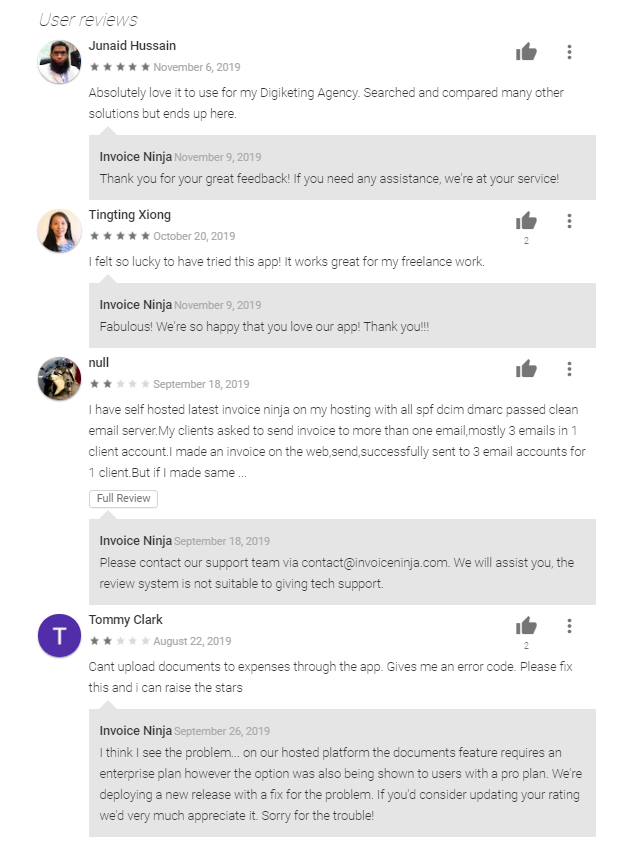 User reviews
Junaid Hussain
November 6, 2019
Absolutely love it to use for my Digiketing Agency. Searched and compared many other
solutions but ends up here.
Invoice Ninja November 9, 2019
Thank you for your great feedback! If you need any assistance, we're at your service!
Tingting Xiong
October 20, 2019
2
I felt so lucky to have tried this app! It works great for my freelance work.
Invoice Ninja November 9, 2019
Fabulous! We're so happy that you love our app! Thank you!!!
null
September 18, 2019
I have self hosted latest invoice ninja on my hosting with all spf dcim dmarc passed clean
email server.My clients asked to send invoice to more than one email,mostly 3 emails in 1
client account.I made an invoice on the web,send,successfully sent to 3 email accounts for
1 client.But if I made same ...
Full Review
Invoice Ninja September 18, 2019
Please contact our support team via contact@invoiceninja.com. We will assist you, the
review system is not suitable to giving tech support.
T
Tommy Clark
August 22, 2019
2
Cant upload documents to expenses through the app. Gives me an error code. Please fix
this and i can raise the stars
Invoice Ninja September 26, 2019
I think I see the problem... on our hosted platform the documents feature requires an
enterprise plan however the option was also being shown to users with a pro plan. We're
deploying a new release with a fix for the problem. If you'd consider updating your rating
we'd very much appreciate it. Sorry for the trouble!